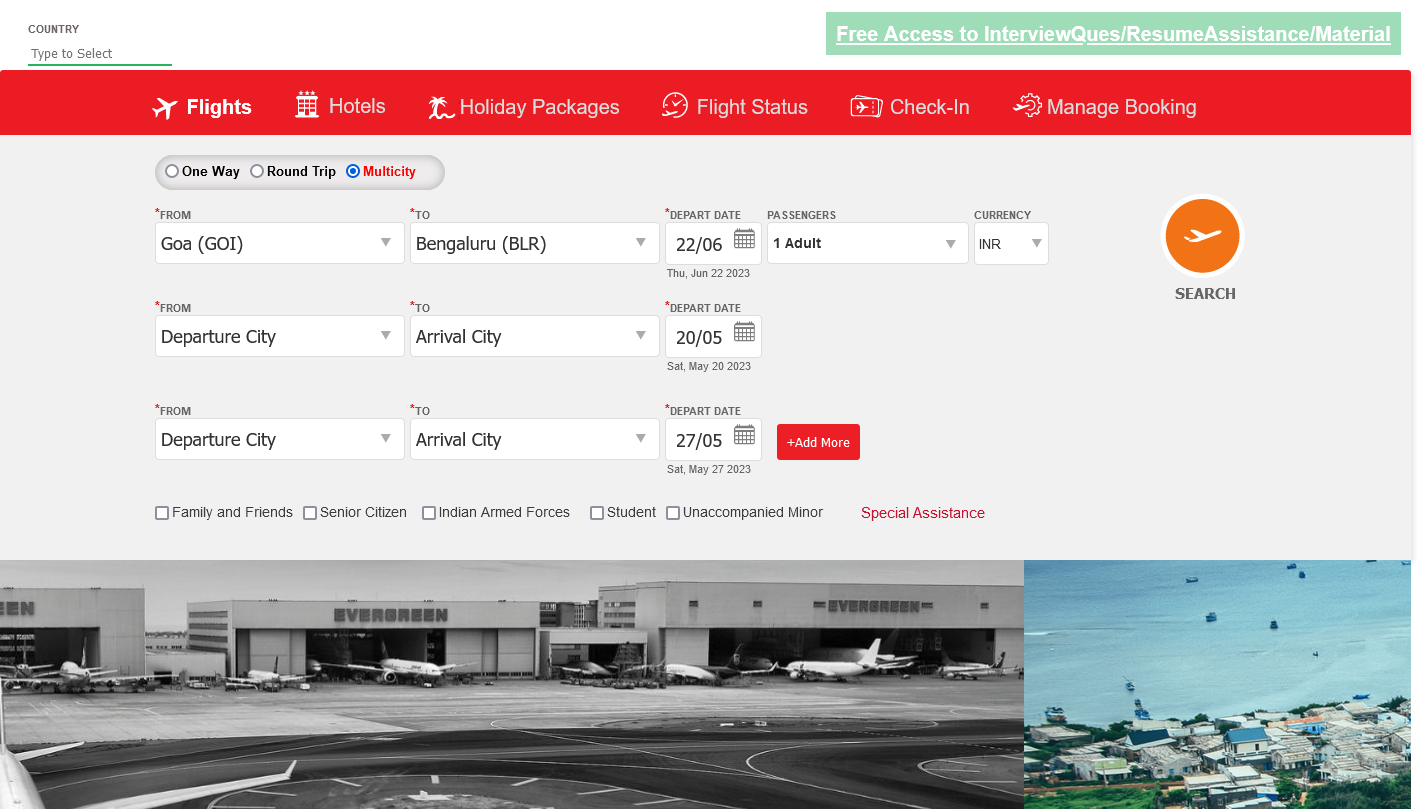 COUNTRY
Type to Select
Free Access to InterviewQues/ResumeAssistance/Material
Flights Hotels Holiday Packages Flight Status Check-In Manage Booking
One Way Round Trip Multicity
*FROM *TO *DEPART DATE PASSENGERS CURRENCY
Goa (GOI) Bengaluru (BLR) 22/06 1 Adult INR
Thu, Jun 22 2023
SEARCH
*FROM *TO *DEPART DATE
Departure City Arrival City 20/05
Sat, May 20 2023
*FROM *TO *DEPART DATE
Departure City Arrival City 27/05 +Add More
Sat, May 27 2023
Family and Friends Senior Citizen Indian Armed Forces Student Unaccompanied Minor Special Assistance
EEN EVERGREEN EVERGREEN